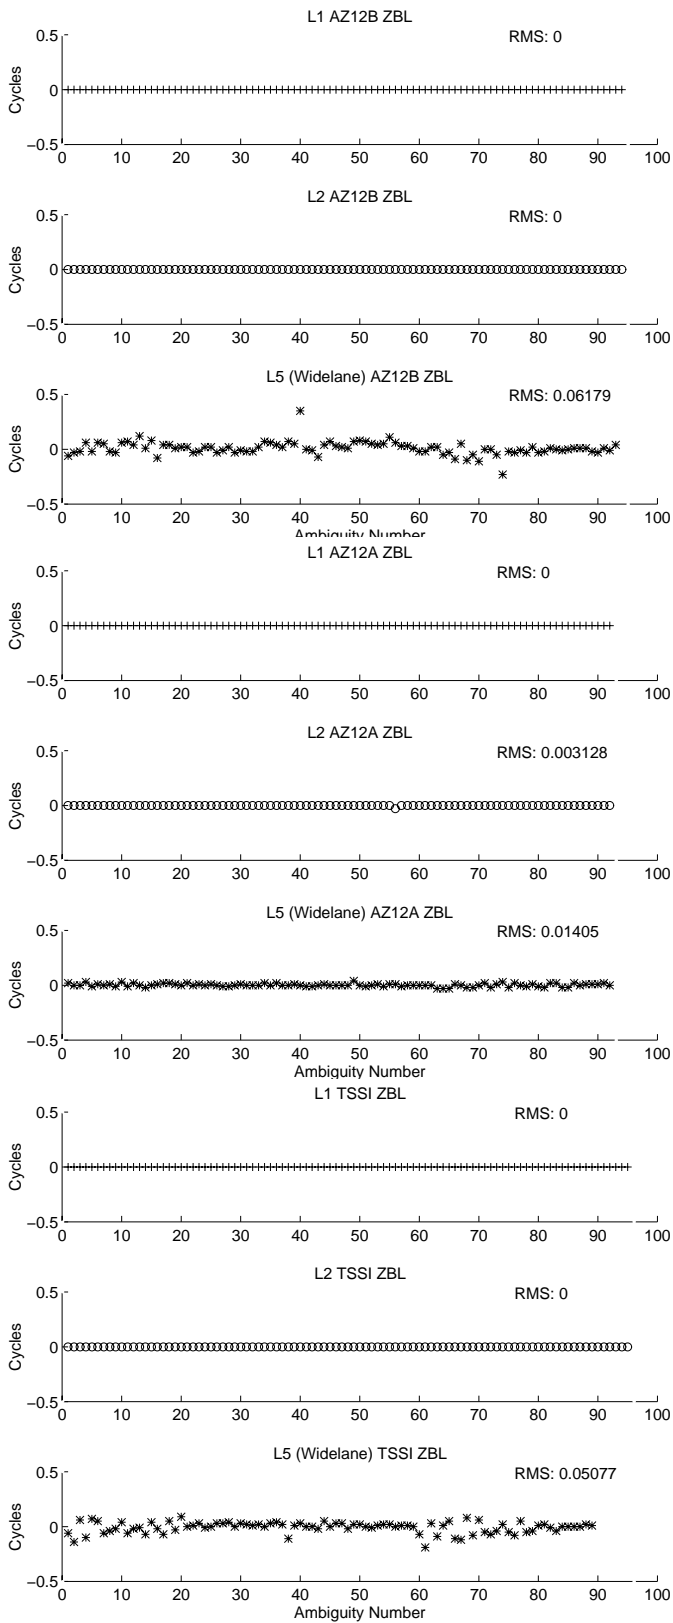 L1 AZ12B ZBL
RMS: 0
0.5
0
−0.5
Cycles
0 10 20 30 40 50 60 70 80 90 100
L2 AZ12B ZBL
RMS: 0
0.5
0
−0.5
Cycles
0 10 20 30 40 50 60 70 80 90 100
L5 (Widelane) AZ12B ZBL
RMS: 0.06179
0.5
0
−0.5
Cycles
0 10 20 30 40 50 60 70 80 90 100
Ambiguity Number
L1 AZ12A ZBL
RMS: 0
0.5
0
−0.5
Cycles
0 10 20 30 40 50 60 70 80 90 100
L2 AZ12A ZBL
RMS: 0.003128
0.5
0
−0.5
Cycles
0 10 20 30 40 50 60 70 80 90 100
L5 (Widelane) AZ12A ZBL
RMS: 0.01405
0.5
0
−0.5
Cycles
0 10 20 30 40 50 60 70 80 90 100
Ambiguity Number
L1 TSSI ZBL
RMS: 0
0.5
0
−0.5
Cycles
0 10 20 30 40 50 60 70 80 90 100
L2 TSSI ZBL
RMS: 0
0.5
0
−0.5
Cycles
0 10 20 30 40 50 60 70 80 90 100
L5 (Widelane) TSSI ZBL
RMS: 0.05077
0.5
0
−0.5
Cycles
0 10 20 30 40 50 60 70 80 90 100
Ambiguity Number